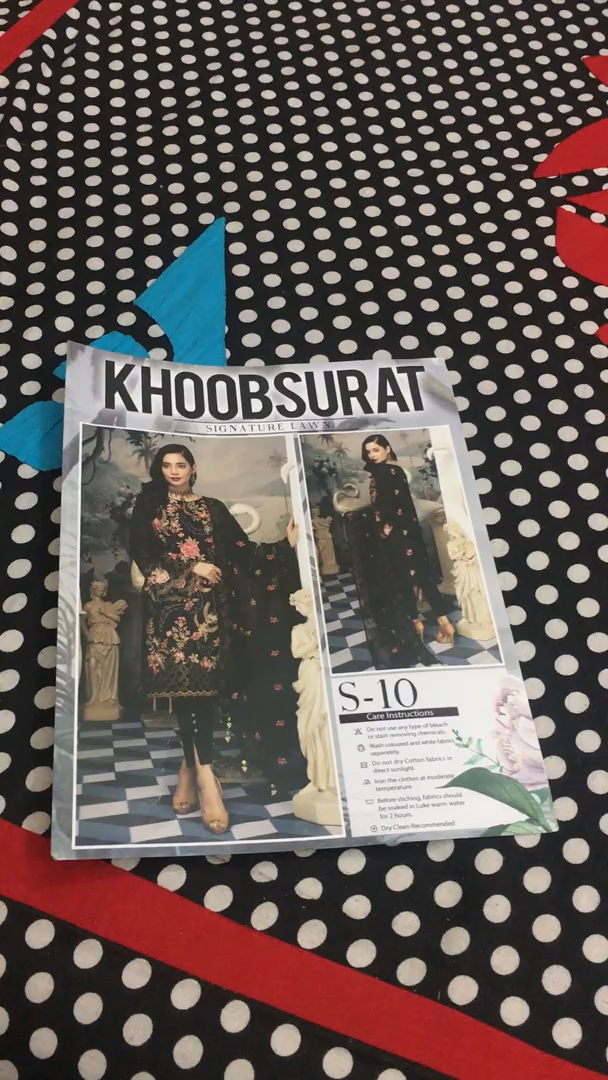 KHOOBSURAT
SIGNATURE LAWN
S-10
Care Instructions
Do not use any type of bleach
or stain removing chemicals.
Wash coloured and white fabrics
seperately.
Do not dry Cotton fabrics in
direct sunlight.
Iron the clothes at moderate
temperature.
Before stiching, fabrics should
be soaked in Luke warm water
for 2 hours.
Dry Clean Recommended